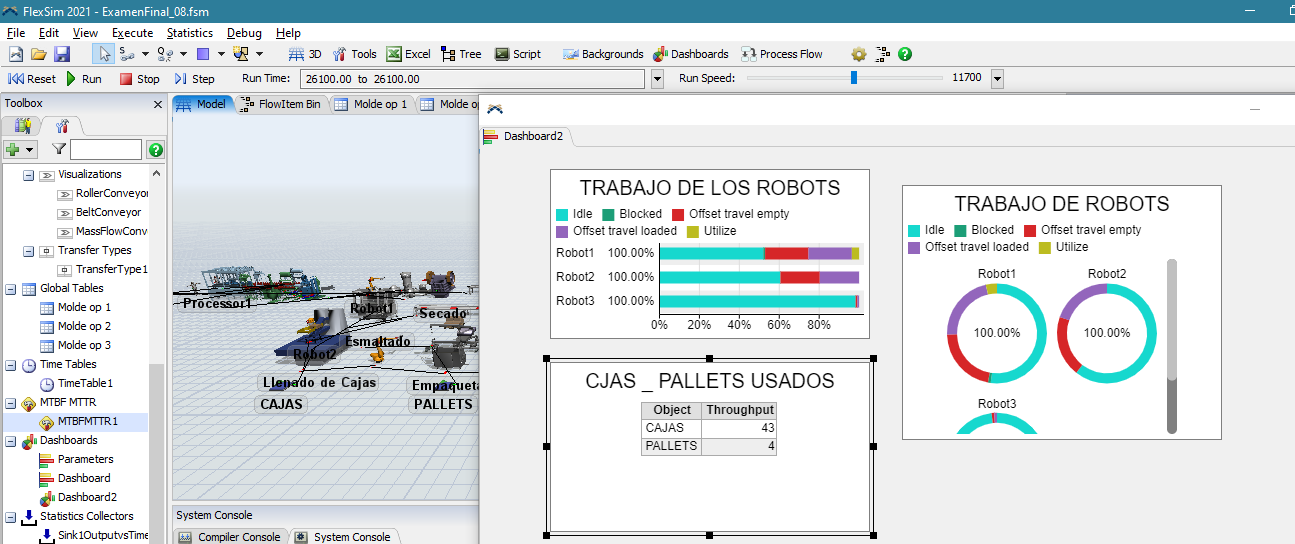 FlexSim 2021 - ExamenFinal_08.fsm
File Edit View Execute Statistics Debug Help
3D Tools Excel Tree Script Backgrounds Dashboards Process Flow
Reset Run Stop Step Run Time: 26100.00 to 26100.00 Run Speed: 11700
Toolbox
Model FlowItem Bin Molde op 1 Molde op
Visualizations
RollerConveyor
BeltConveyor
MassFlowConv
Transfer Types
TransferType1
Global Tables
Molde op 1
Molde op 2
Molde op 3
Time Tables
TimeTable1
MTBF MTTR
MTBFMTTR1
Dashboards
Parameters
Dashboard
Dashboard2
Statistics Collectors
Sink1OutputvsTime
Processor1
Robot1
Secado
Esmaltado
Robot2
Llenado de Cajas
Empaqueta
CAJAS
PALLETS
System Console
Compiler Console System Console
Dashboard2
TRABAJO DE LOS ROBOTS
Idle Blocked Offset travel empty
Offset travel loaded Utilize
Robot1 100.00%
Robot2 100.00%
Robot3 100.00%
0% 20% 40% 60% 80%
CJAS _ PALLETS USADOS
Object Throughput
CAJAS 43
PALLETS 4
TRABAJO DE ROBOTS
Idle Blocked Offset travel empty
Offset travel loaded Utilize
Robot1 Robot2
100.00% 100.00%
Robot3